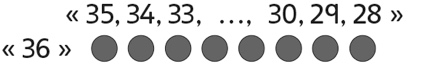 « 35, 34, 33, ..., 30, 29, 28 »
« 36 »